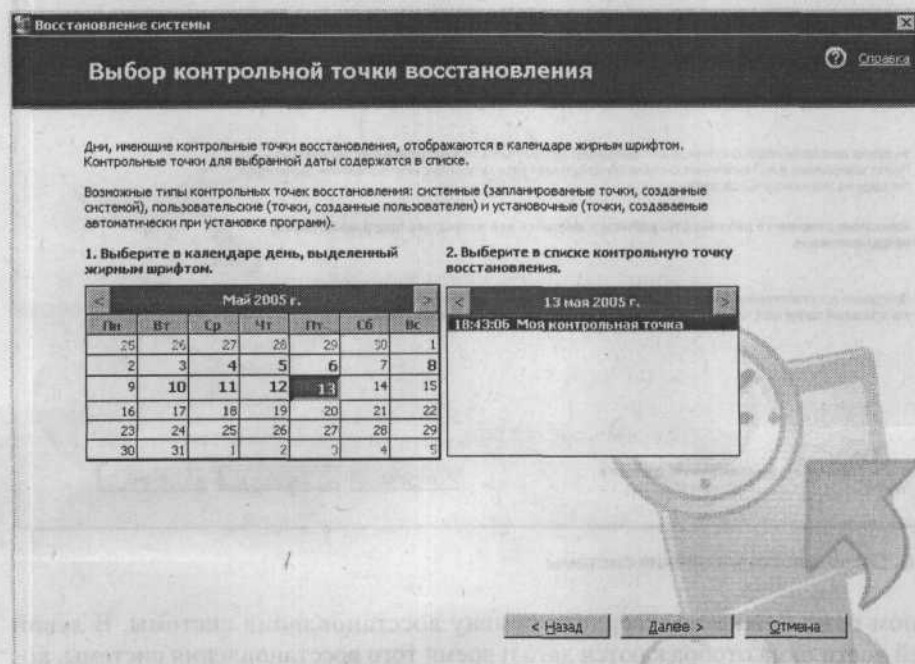 Восстановление системы
Выбор контрольной точки восстановления
Справка
Дни, имеющие контрольные точки восстановления, отображаются в календаре жирным шрифтом.
Контрольные точки для выбранной даты содержатся в списке.
Возможные типы контрольных точек восстановления: системные (запланированные точки, созданные
системой), пользовательские (точки, созданные пользователем) и установочные (точки, создаваемые
автоматически при установке программ).
1. Выберите в календаре день, выделенный
жирным шрифтом.
2. Выберите в списке контрольную точку
восстановления.
< Май 2005 г. >
Пн Вт Ср Чт Пт Сб Вс
25 26 27 28 29 30 1
2 3 4 5 6 7 8
9 10 11 12 13 14 15
16 17 18 19 20 21 22
23 24 25 26 27 28 29
30 31 1 2 3 4 5
< 13 мая 2005 г. >
18:43:06 Моя контрольная точка
< Назад
Далее >
Отмена